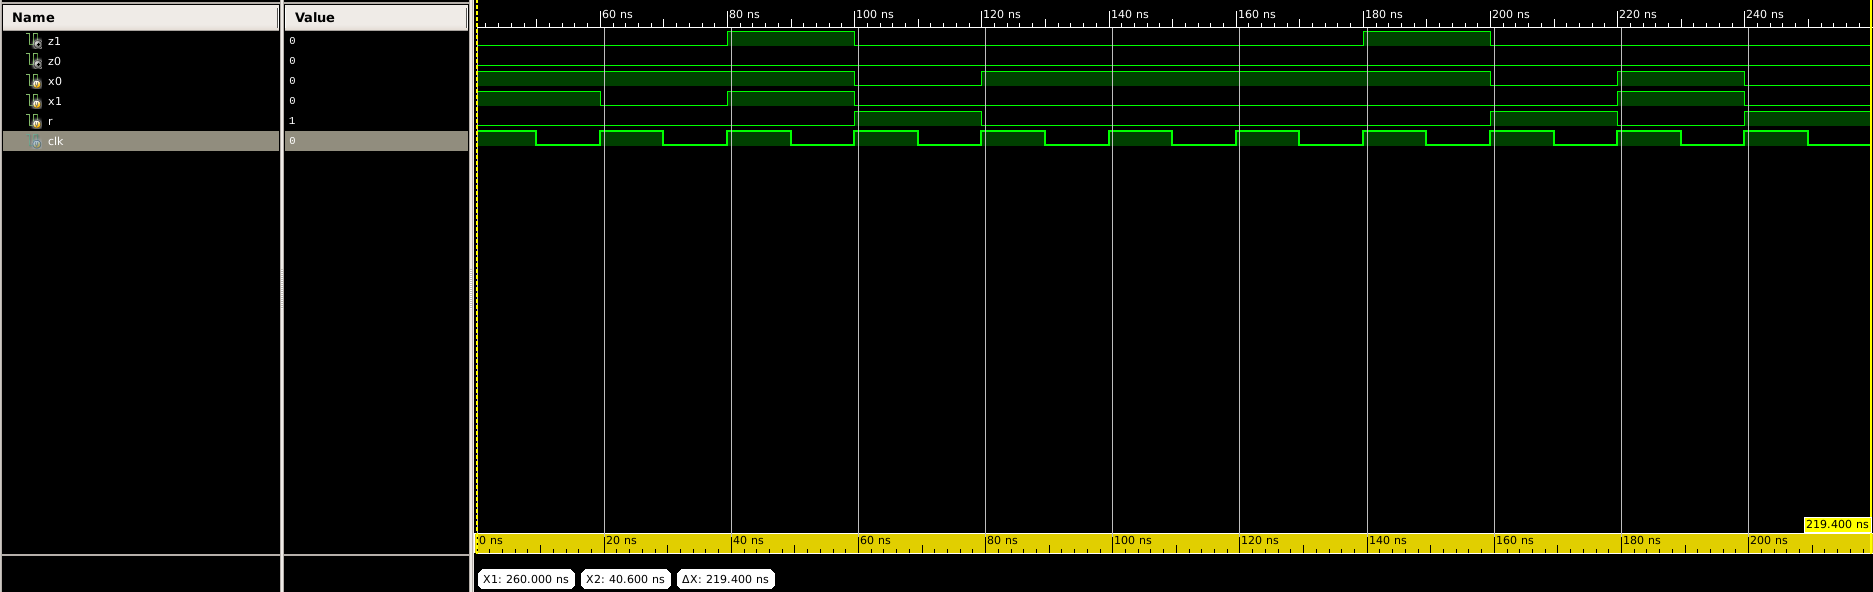 Name Value
60 ns 80 ns 100 ns 120 ns 140 ns 160 ns 180 ns 200 ns 220 ns 240 ns
z1 0
z0 0
x0 0
x1 0
r 1
clk 0
219.400 ns
0 ns 20 ns 40 ns 60 ns 80 ns 100 ns 120 ns 140 ns 160 ns 180 ns 200 ns
X1: 260.000 ns X2: 40.600 ns ΔX: 219.400 ns